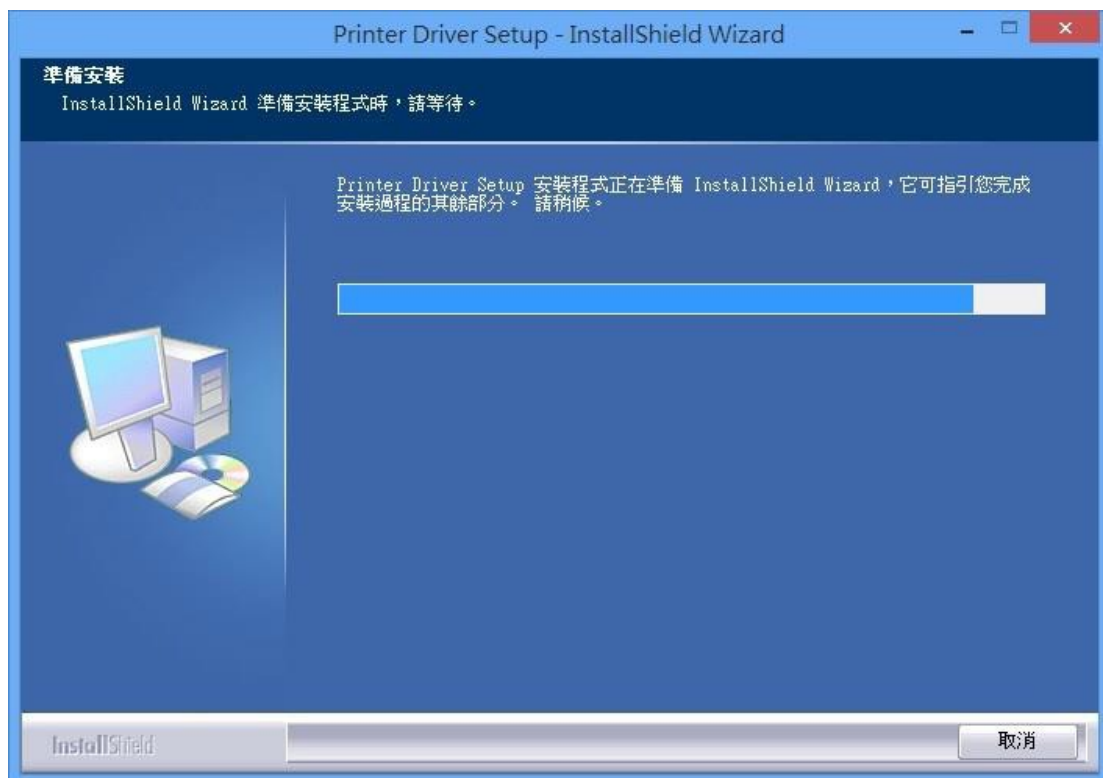 Printer Driver Setup - InstallShield Wizard
準備安裝
InstallShield Wizard 準備安裝程式時，請等待。
Printer Driver Setup 安裝程式正在準備 InstallShield Wizard，它可指引您完成
安裝過程的其餘部分。 請稍候。
InstallShield
取消